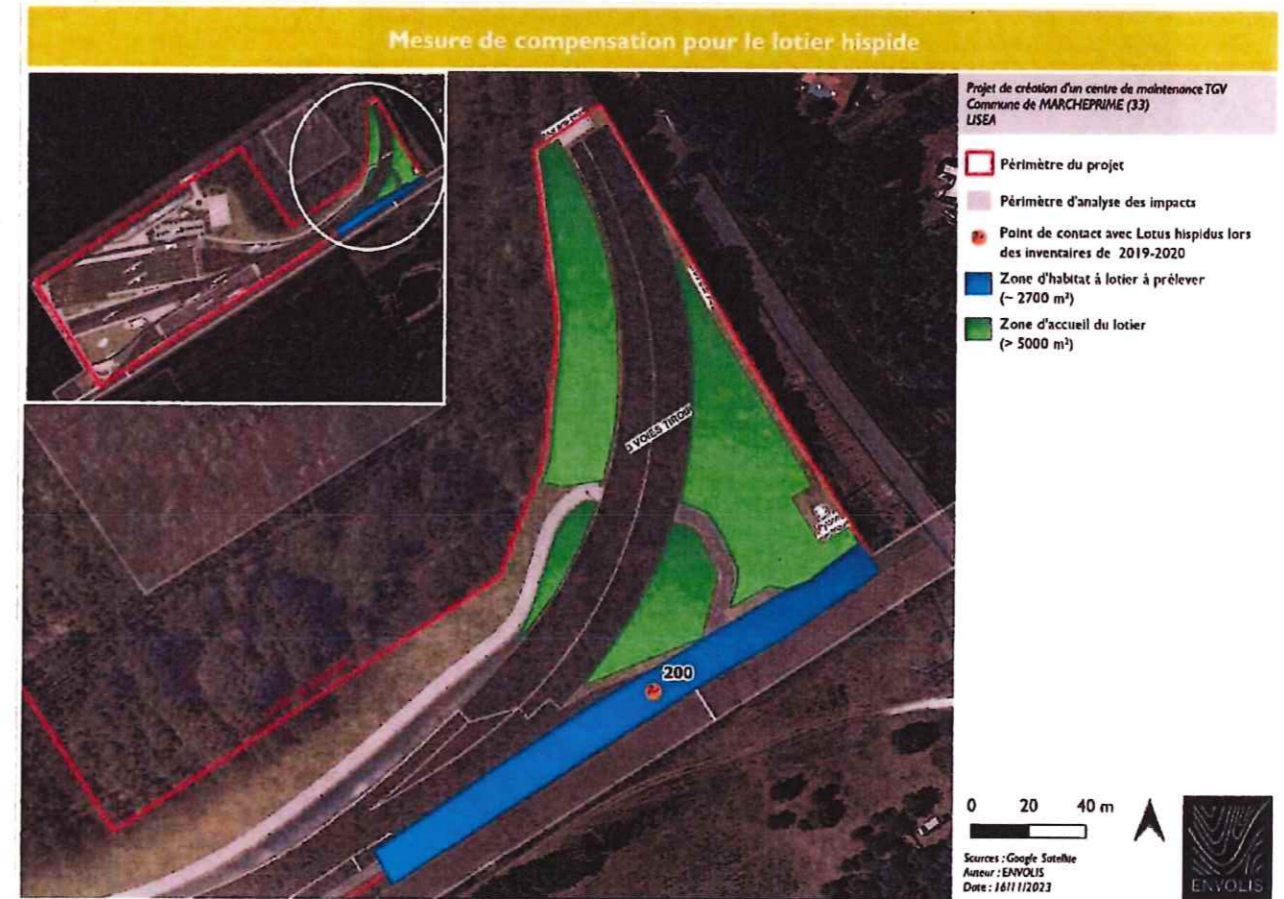 Mesure de compensation pour le lotier hispide
Projet de création d'un centre de maintenance TGV
Commune de MARCHEPRIME (33)
LISEA
Périmètre du projet
Périmètre d'analyse des impacts
Point de contact avec Lotus hispidus lors
des inventaires de 2019-2020
Zone d'habitat à lotier à prélever
(~ 2700 m²)
Zone d'accueil du lotier
(> 5000 m²)
VOIES TIROIR
200
0 20 40 m
Sources : Google Satellite
Auteur : ENVOLIS
Date : 16/11/2023
ENVOLIS